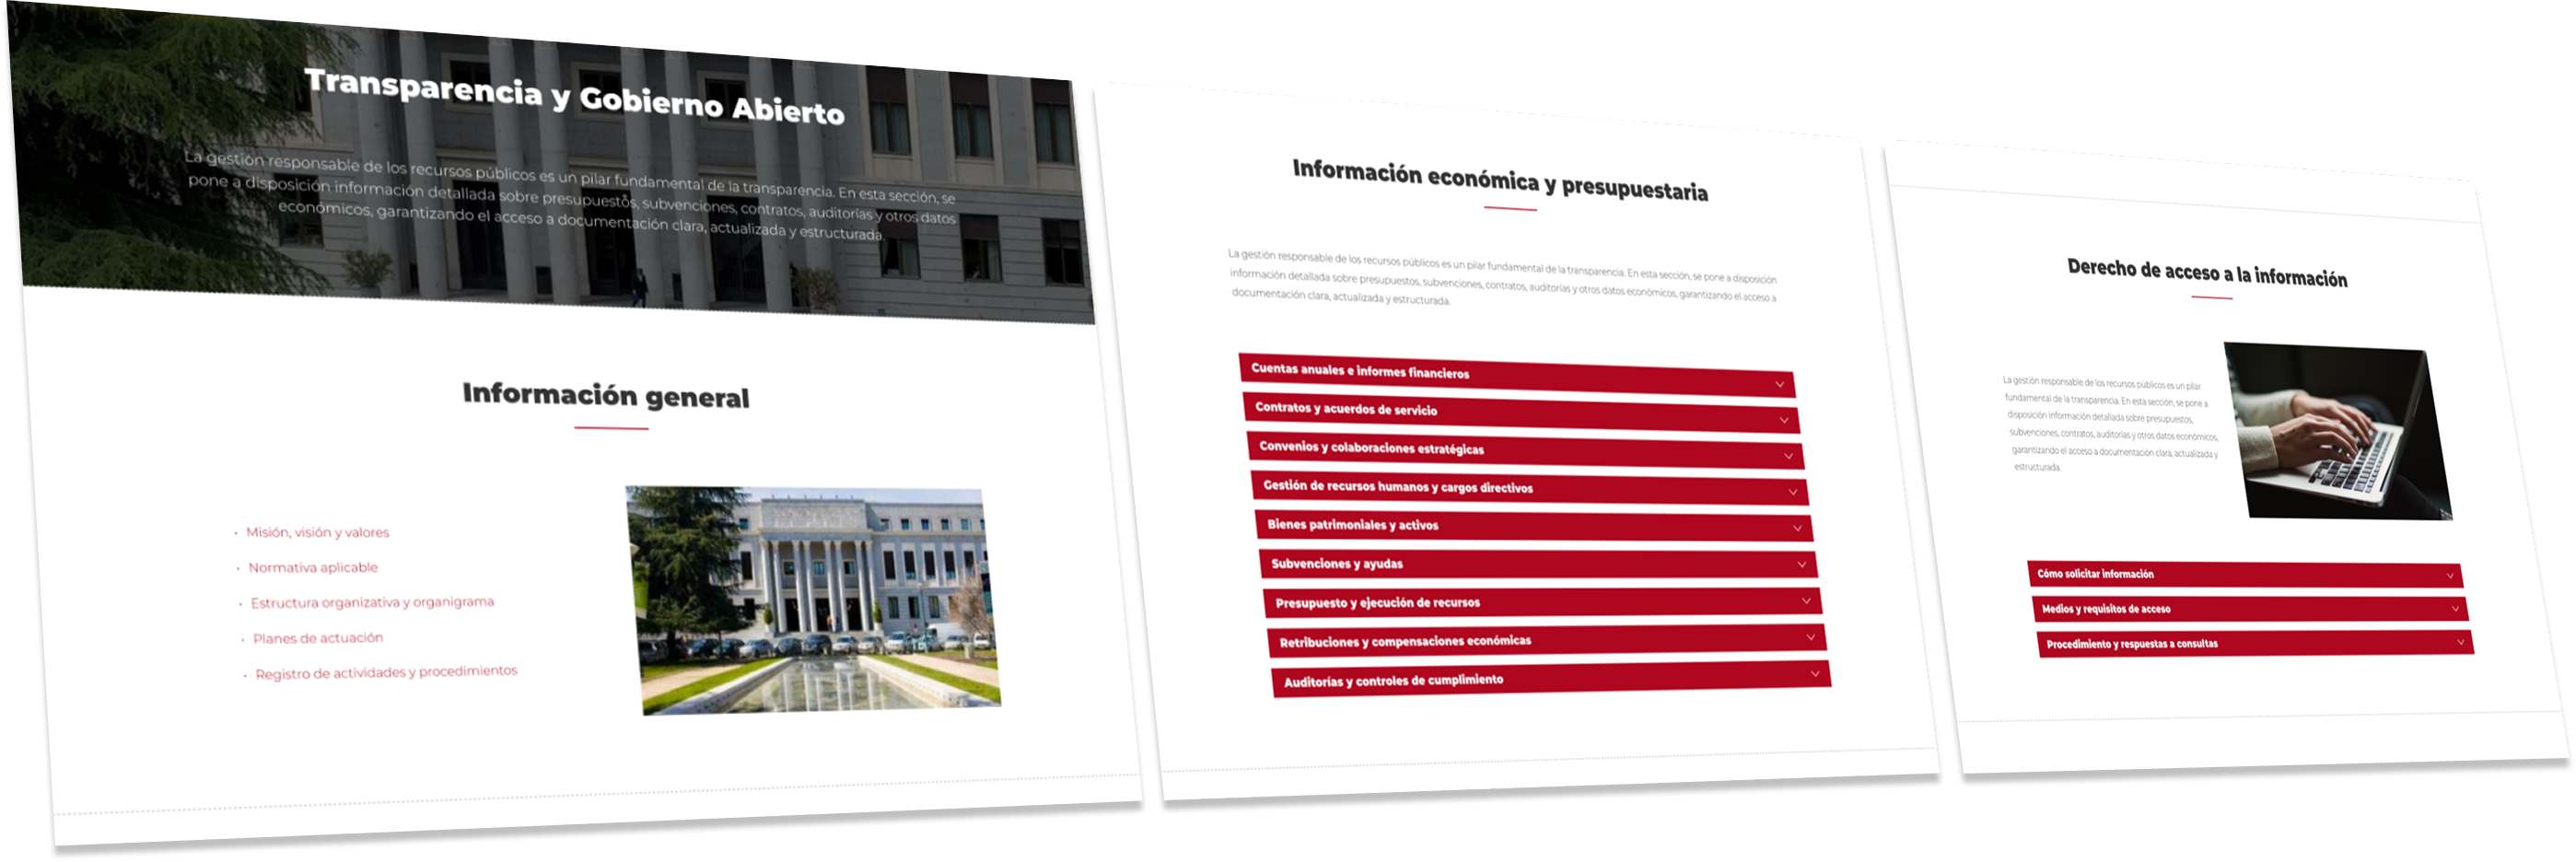 Transparencia y Gobierno Abierto
La gestión responsable de los recursos públicos es un pilar fundamental de la transparencia. En esta sección, se
pone a disposición información detallada sobre presupuestos, subvenciones, contratos, auditorías y otros datos
económicos, garantizando el acceso a documentación clara, actualizada y estructurada.
Información general
• Misión, visión y valores
• Normativa aplicable
• Estructura organizativa y organigrama
• Planes de actuación
• Registro de actividades y procedimientos
Información económica y presupuestaria
La gestión responsable de los recursos públicos es un pilar fundamental de la transparencia. En esta sección, se pone a disposición
información detallada sobre presupuestos, subvenciones, contratos, auditorías y otros datos económicos, garantizando el acceso a
documentación clara, actualizada y estructurada.
Cuentas anuales e informes financieros
Contratos y acuerdos de servicio
Convenios y colaboraciones estratégicas
Gestión de recursos humanos y cargos directivos
Bienes patrimoniales y activos
Subvenciones y ayudas
Presupuesto y ejecución de recursos
Retribuciones y compensaciones económicas
Auditorías y controles de cumplimiento
Derecho de acceso a la información
La gestión responsable de los recursos públicos es un pilar
fundamental de la transparencia. En esta sección, se pone a
disposición información detallada sobre presupuestos,
subvenciones, contratos, auditorías y otros datos económicos,
garantizando el acceso a documentación clara, actualizada y
estructurada.
Cómo solicitar información
Medios y requisitos de acceso
Procedimiento y respuestas a consultas